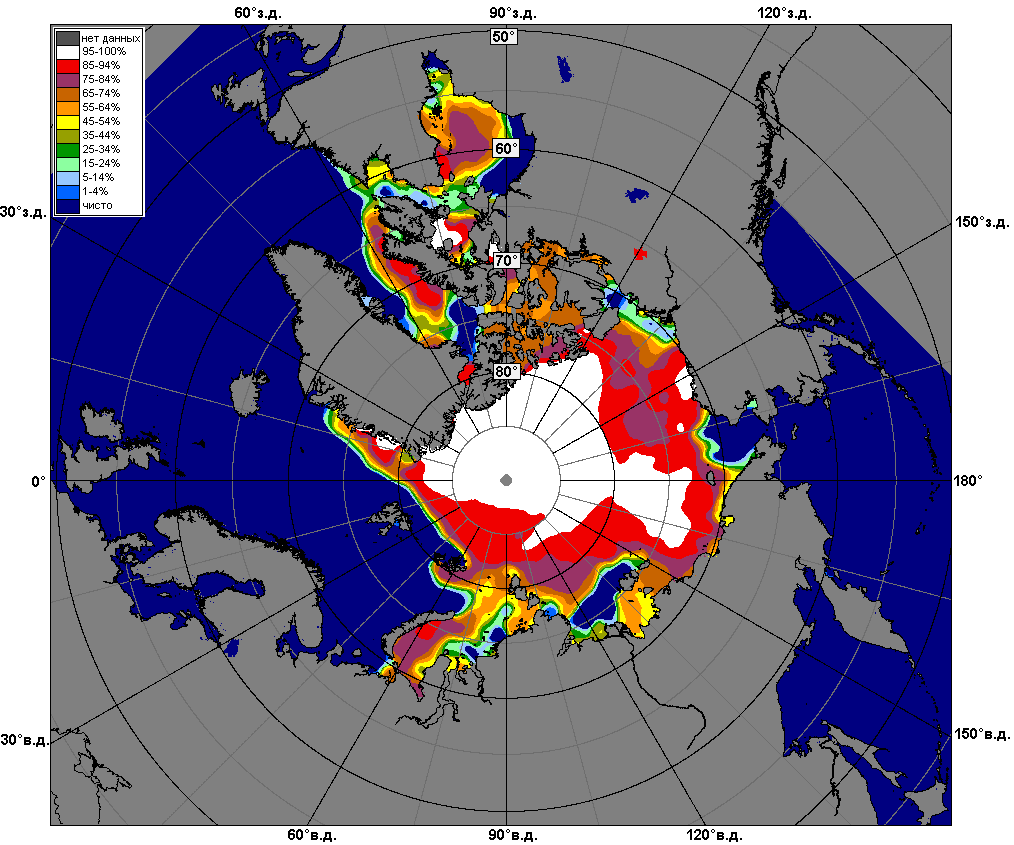 60°з.д.
90°з.д.
120°з.д.
нет данных
95-100%
85-94%
75-84%
65-74%
55-64%
45-54%
35-44%
25-34%
15-24%
5-14%
1-4%
чисто
50°
60°
70°
80°
30°з.д.
150°з.д.
0°
180°
30°в.д.
150°в.д.
60°в.д.
90°в.д.
120°в.д.